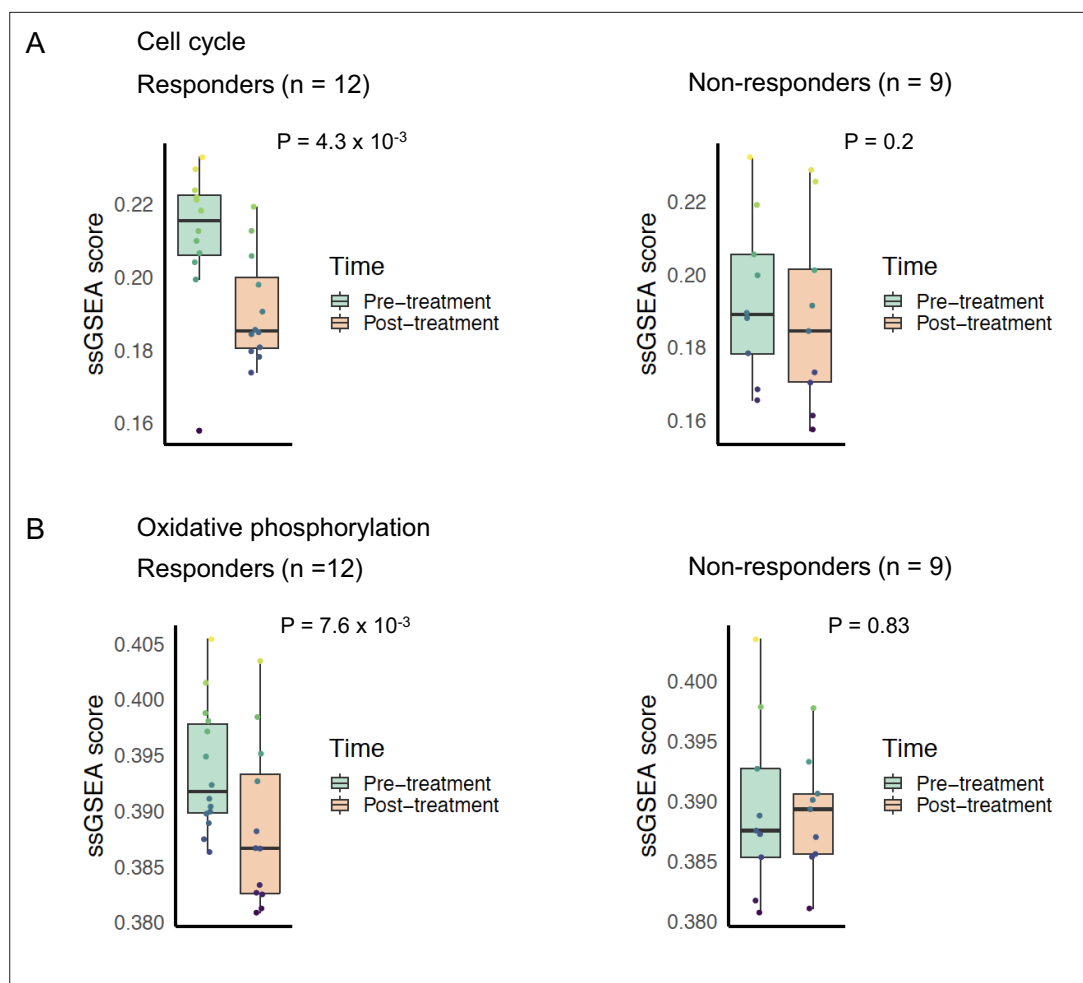 A
Cell cycle
Responders (n = 12)
Non-responders (n = 9)
P = 4.3 x 10-3
P = 0.2
ssGSEA score
0.22
0.20
0.18
0.16
Time
Pre−treatment
Post−treatment
ssGSEA score
0.22
0.20
0.18
0.16
Time
Pre−treatment
Post−treatment
B
Oxidative phosphorylation
Responders (n =12)
Non-responders (n = 9)
P = 7.6 x 10-3
P = 0.83
ssGSEA score
0.405
0.400
0.395
0.390
0.385
0.380
Time
Pre−treatment
Post−treatment
ssGSEA score
0.400
0.395
0.390
0.385
0.380
Time
Pre−treatment
Post−treatment